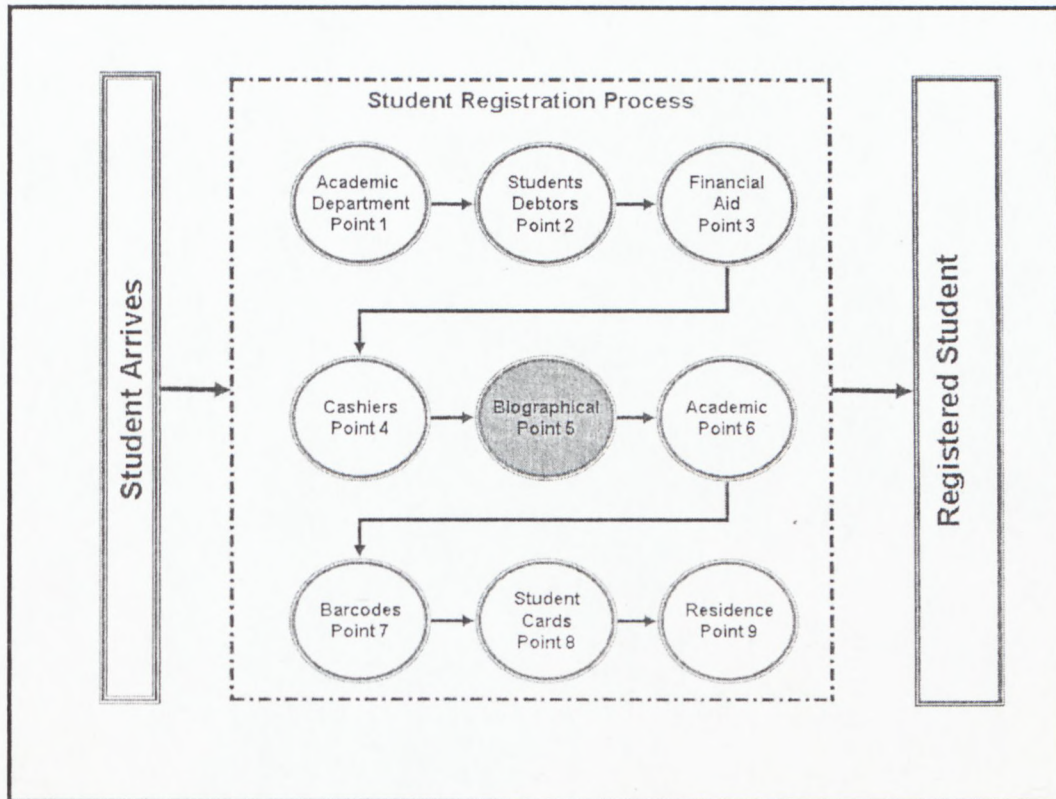 Student Arrives
Student Registration Process
Academic
Department
Point 1
Students
Debtors
Point 2
Financial
Aid
Point 3
Cashiers
Point 4
Biographical
Point 5
Academic
Point 6
Barcodes
Point 7
Student
Cards
Point 8
Residence
Point 9
Registered Student